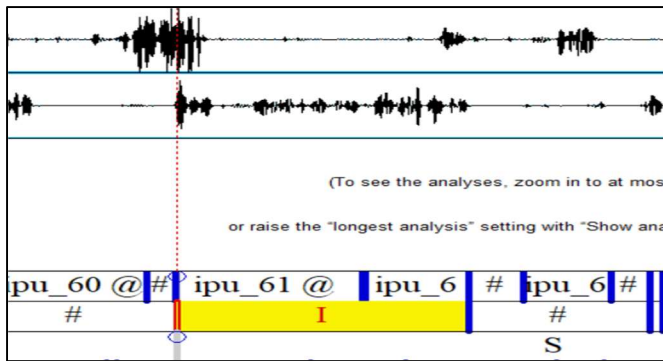 (To see the analyses, zoom in to at mos
or raise the "longest analysis" setting with "Show ana
ipu_60 @ # ipu_61 @ ipu_6 # ipu_6 #
# I #
S